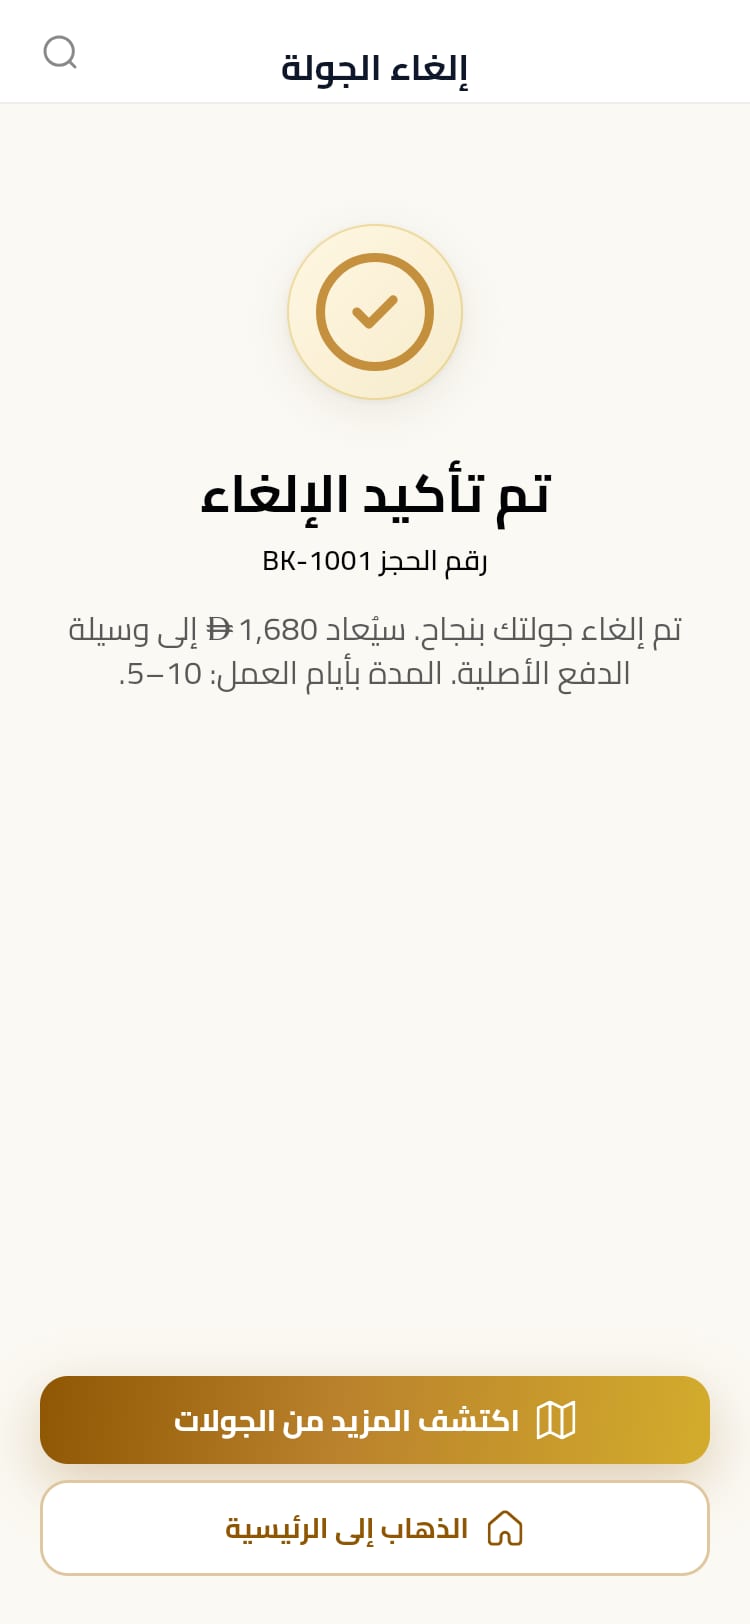 إلغاء الجولة
تم تأكيد الإلغاء
رقم الحجز BK-1001
تم إلغاء جولتك بنجاح. سيُعاد 1,680 ⃃ إلى وسيلة
الدفع الأصلية. المدة بأيام العمل: 10–5.
اكتشف المزيد من الجولات
الذهاب إلى الرئيسية